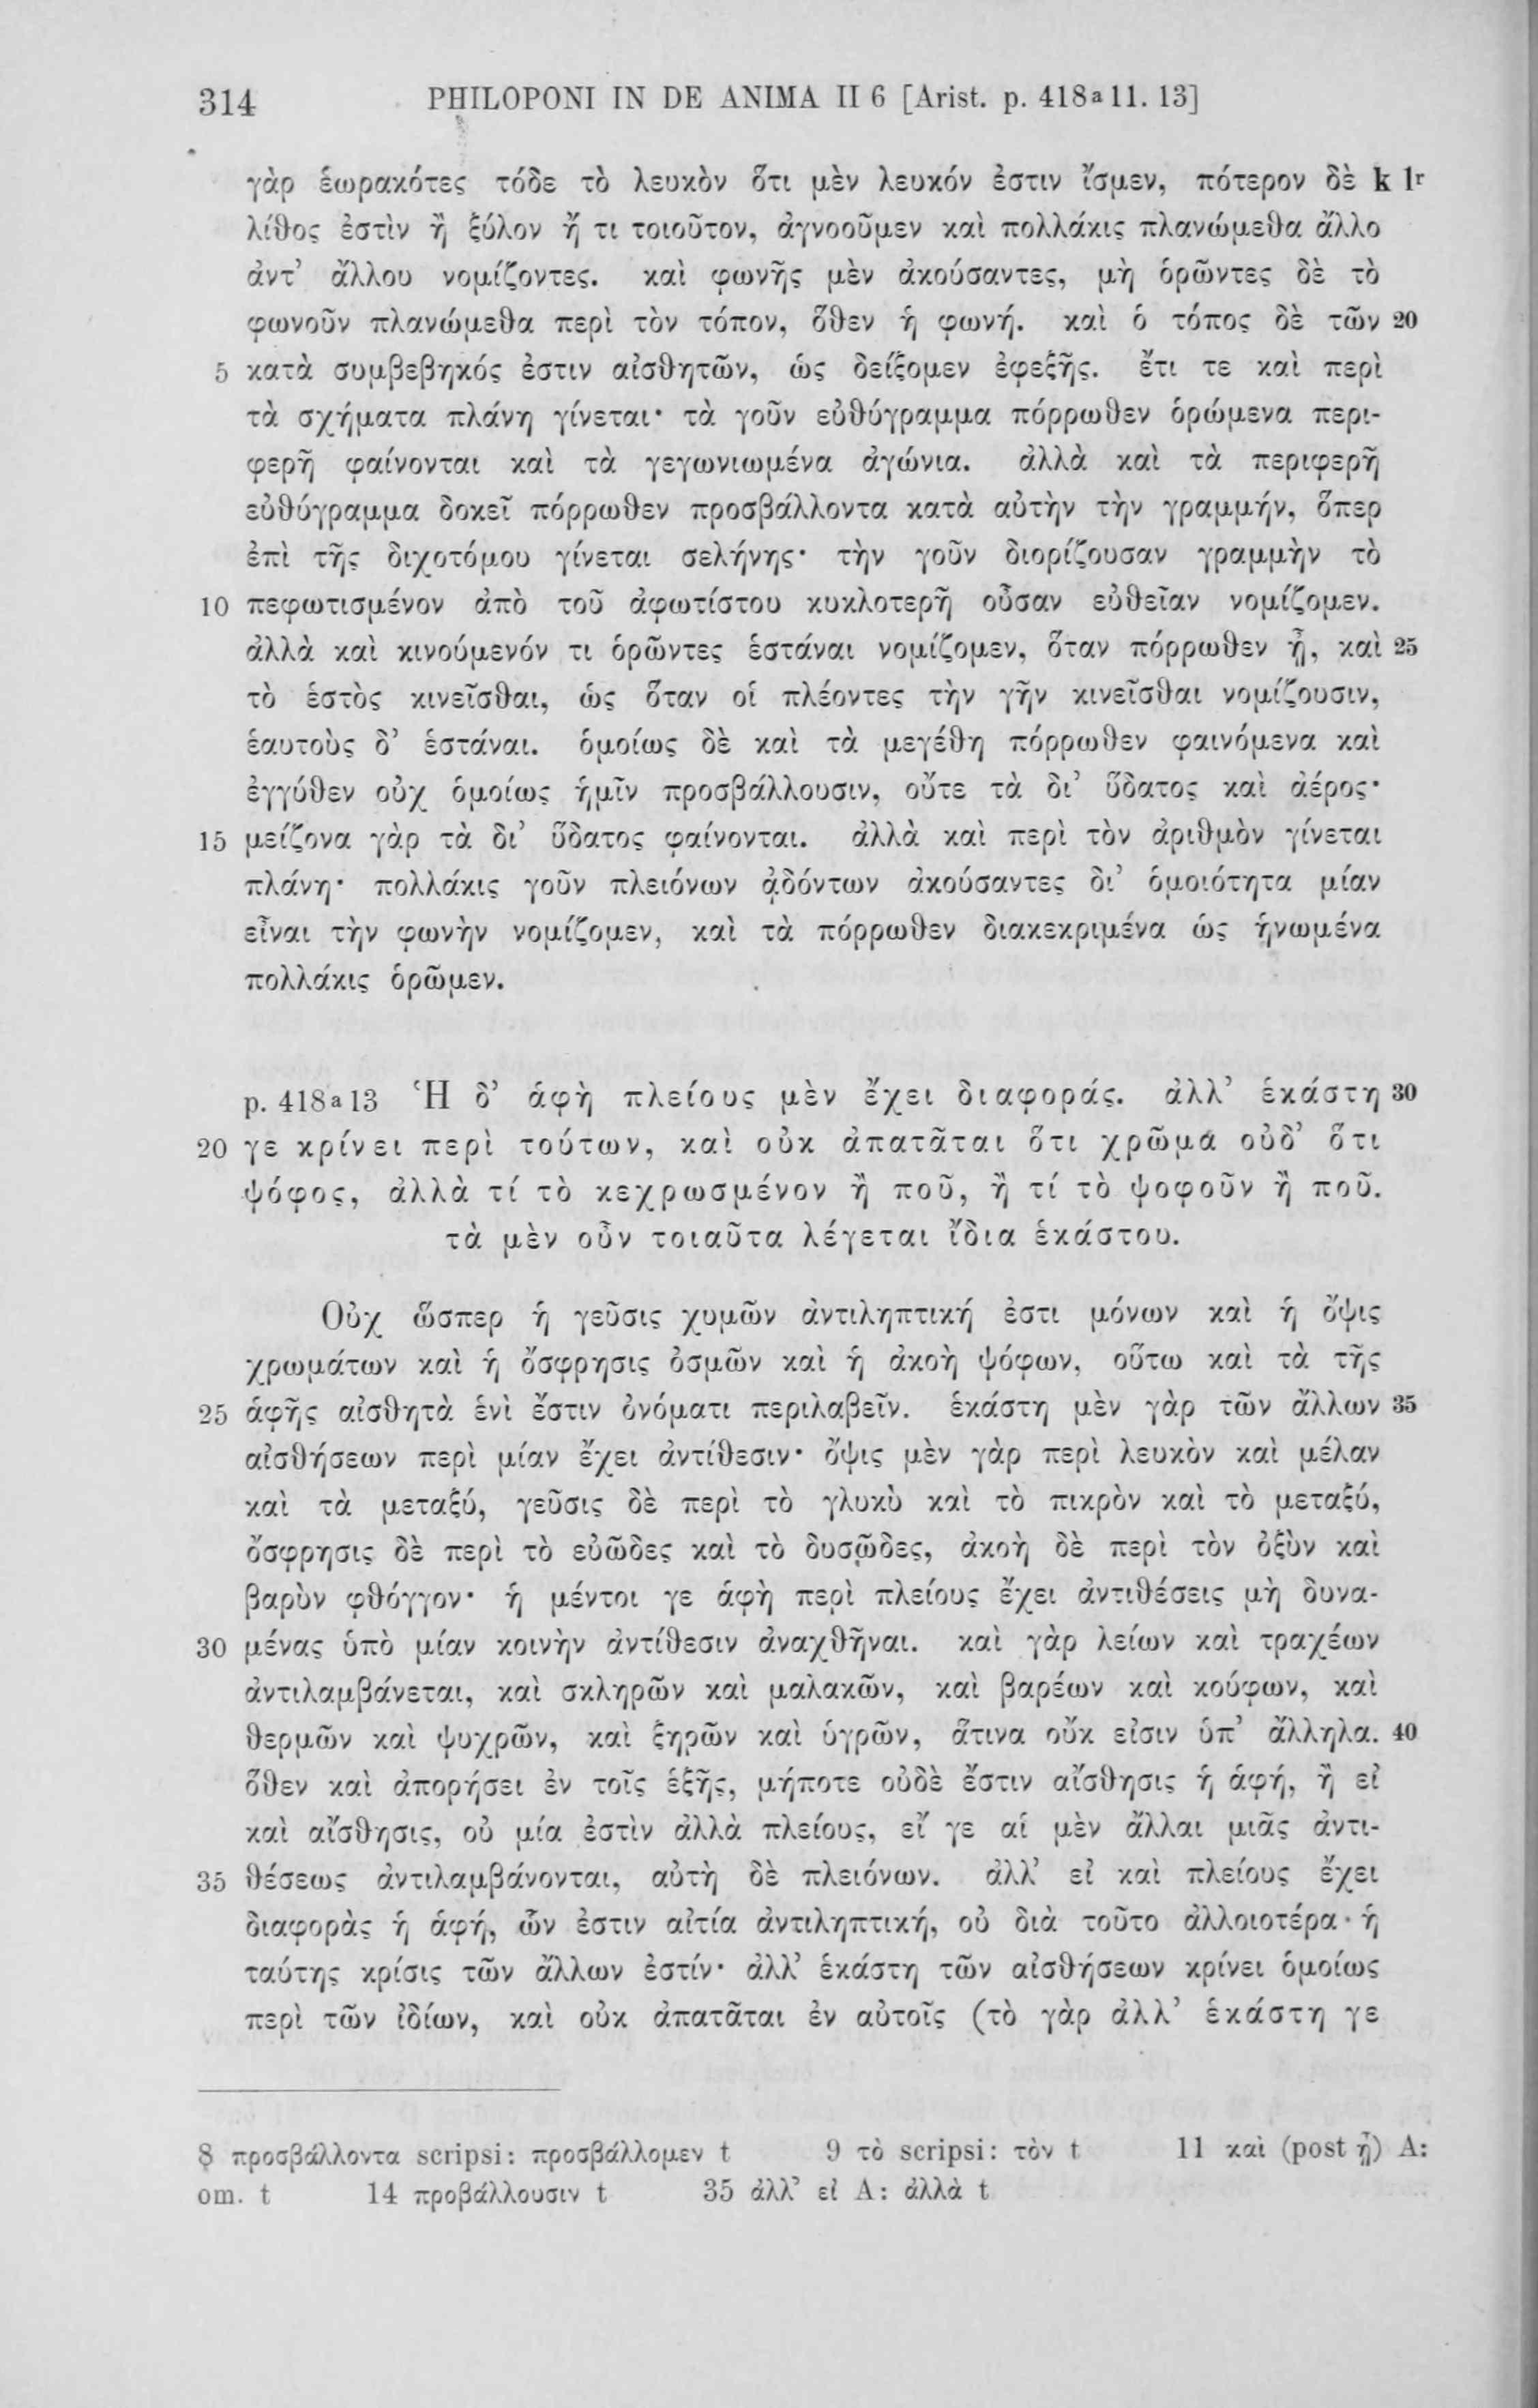 314 PHILOPONI IN DE ANIMA II 6 [Arist. p. 418a11. 13]
γὰρ ἑωρακότες τόδε τὸ λευκὸν ὅτι μὲν λευκόν ἐστιν ἴσμεν, πότερον δὲ k 1r
λίθος ἐστὶν ἢ ξύλον ἤ τι τοιοῦτον, ἀγνοοῦμεν καὶ πολλάκις πλανώμεθα ἄλλο
ἀντ’ ἄλλου νομίζοντες. καὶ φωνῆς μὲν ἀκούσαντες, μὴ ὁρῶντες δὲ τὸ
φωνοῦν πλανώμεθα περὶ τὸν τόπον, ὅθεν ἡ φωνή. καὶ ὁ τόπος δὲ τῶν 20
5 κατὰ συμβεβηκός ἐστιν αἰσθητῶν, ὡς δείξομεν ἐφεξῆς. ἔτι τε καὶ περὶ
τὰ σχήματα πλάνη γίνεται· τὰ γοῦν εὐθύγραμμα πόρρωθεν ὁρώμενα περι-
φερῆ φαίνονται καὶ τὰ γεγωνιωμένα ἀγώνια. ἀλλὰ καὶ τὰ περιφερῆ
εὐθύγραμμα δοκεῖ πόρρωθεν προσβάλλοντα κατὰ αὐτὴν τὴν γραμμήν, ὅπερ
ἐπὶ τῆς διχοτόμου γίνεται σελήνης· τὴν γοῦν διορίζουσαν γραμμὴν τὸ
10 πεφωτισμένον ἀπὸ τοῦ ἀφωτίστου κυκλοτερῆ οὖσαν εὐθεῖαν νομίζομεν.
ἀλλὰ καὶ κινούμενόν τι ὁρῶντες ἑστάναι νομίζομεν, ὅταν πόρρωθεν ᾖ, καὶ 25
τὸ ἑστὸς κινεῖσθαι, ὡς ὅταν οἱ πλέοντες τὴν γῆν κινεῖσθαι νομίζουσιν,
ἑαυτοὺς δ’ ἑστάναι. ὁμοίως δὲ καὶ τὰ μεγέθη πόρρωθεν φαινόμενα καὶ
ἐγγύθεν οὐχ ὁμοίως ἡμῖν προσβάλλουσιν, οὔτε τὰ δι’ ὕδατος καὶ ἀέρος·
15 μείζονα γὰρ τὰ δι’ ὕδατος φαίνονται. ἀλλὰ καὶ περὶ τὸν ἀριθμὸν γίνεται
πλάνη· πολλάκις γοῦν πλειόνων ᾀδόντων ἀκούσαντες δι’ ὁμοιότητα μίαν
εἶναι τὴν φωνὴν νομίζομεν, καὶ τὰ πόρρωθεν διακεκριμένα ὡς ἡνωμένα
πολλάκις ὁρῶμεν.
p. 418a13 Ἡ δ’ ἁφὴ πλείους μὲν ἔχει διαφοράς. ἀλλ’ ἑκάστη 30
20 γε κρίνει περὶ τούτων, καὶ οὐκ ἀπατᾶται ὅτι χρῶμα οὐδ’ ὅτι
ψόφος, ἀλλὰ τί τὸ κεχρωσμένον ἢ ποῦ, ἢ τί τὸ ψοφοῦν ἢ ποῦ.
τὰ μὲν οὖν τοιαῦτα λέγεται ἴδια ἑκάστου.
Οὐχ ὥσπερ ἡ γεῦσις χυμῶν ἀντιληπτική ἐστι μόνων καὶ ἡ ὄψις
χρωμάτων καὶ ἡ ὄσφρησις ὀσμῶν καὶ ἡ ἀκοὴ ψόφων, οὕτω καὶ τὰ τῆς
25 ἁφῆς αἰσθητὰ ἑνὶ ἔστιν ὀνόματι περιλαβεῖν. ἑκάστη μὲν γὰρ τῶν ἄλλων 35
αἰσθήσεων περὶ μίαν ἔχει ἀντίθεσιν· ὄψις μὲν γὰρ περὶ λευκὸν καὶ μέλαν
καὶ τὰ μεταξύ, γεῦσις δὲ περὶ τὸ γλυκὺ καὶ τὸ πικρὸν καὶ τὸ μεταξύ,
ὄσφρησις δὲ περὶ τὸ εὐῶδες καὶ τὸ δυσῶδες, ἀκοὴ δὲ περὶ τὸν ὀξὺν καὶ
βαρὺν φθόγγον· ἡ μέντοι γε ἁφὴ περὶ πλείους ἔχει ἀντιθέσεις μὴ δυνα-
30 μένας ὑπὸ μίαν κοινὴν ἀντίθεσιν ἀναχθῆναι. καὶ γὰρ λείων καὶ τραχέων
ἀντιλαμβάνεται, καὶ σκληρῶν καὶ μαλακῶν, καὶ βαρέων καὶ κούφων, καὶ
θερμῶν καὶ ψυχρῶν, καὶ ξηρῶν καὶ ὑγρῶν, ἅτινα οὔκ εἰσιν ὑπ’ ἄλληλα. 40
ὅθεν καὶ ἀπορήσει ἐν τοῖς ἑξῆς, μήποτε οὐδὲ ἔστιν αἴσθησις ἡ ἁφή, ἢ εἰ
καὶ αἴσθησις, οὐ μία ἐστὶν ἀλλὰ πλείους, εἴ γε αἱ μὲν ἄλλαι μιᾶς ἀντι-
35 θέσεως ἀντιλαμβάνονται, αὐτὴ δὲ πλειόνων. ἀλλ’ εἰ καὶ πλείους ἔχει
διαφορὰς ἡ ἁφή, ὧν ἐστιν αἰτία ἀντιληπτική, οὐ διὰ τοῦτο ἀλλοιοτέρα ἡ
ταύτης κρίσις τῶν ἄλλων ἐστίν· ἀλλ’ ἑκάστη τῶν αἰσθήσεων κρίνει ὁμοίως
περὶ τῶν ἰδίων, καὶ οὐκ ἀπατᾶται ἐν αὐτοῖς (τὸ γὰρ ἀλλ’ ἑκάστη γε
8 προσβάλλοντα scripsi: προσβάλλομεν t 9 τὸ scripsi: τὸν t 11 καὶ (post ᾖ) A:
om. t 14 προβάλλουσιν t 35 ἀλλ’ εἰ A: ἀλλὰ t